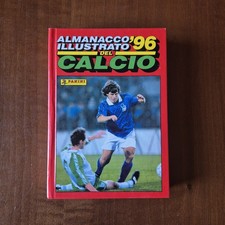 ALMANACCO '96
ILLUSTRATO DEL
CALCIO
PANINI